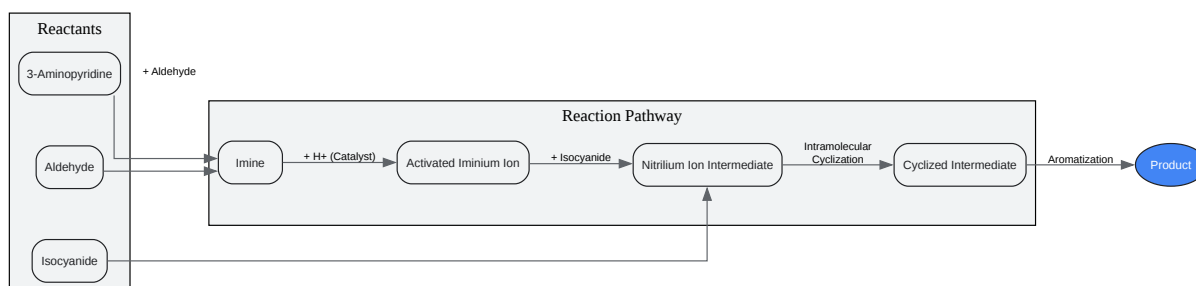 Reactants
3-Aminopyridine
+ Aldehyde
Aldehyde
Isocyanide
Reaction Pathway
Imine
+ H+ (Catalyst)
Activated Iminium Ion
+ Isocyanide
Nitrilium Ion Intermediate
Intramolecular
Cyclization
Cyclized Intermediate
Aromatization
Product